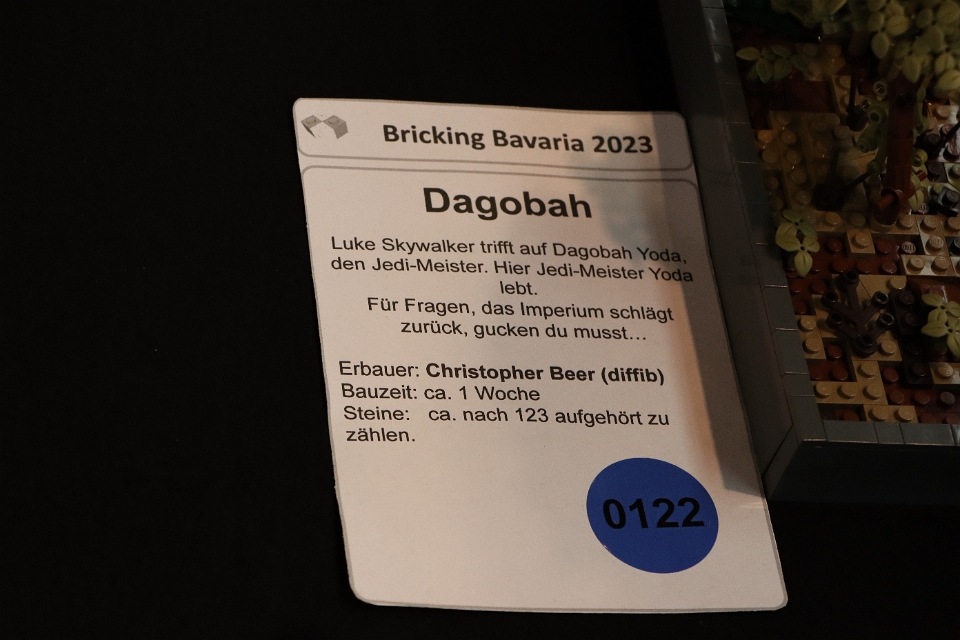 Bricking Bavaria 2023
Dagobah
Luke Skywalker trifft auf Dagobah Yoda,
den Jedi-Meister. Hier Jedi-Meister Yoda
lebt.
Für Fragen, das Imperium schlägt
zurück, gucken du musst...
Erbauer: Christopher Beer (diffib)
Bauzeit: ca. 1 Woche
Steine: ca. nach 123 aufgehört zu
zählen.
0122